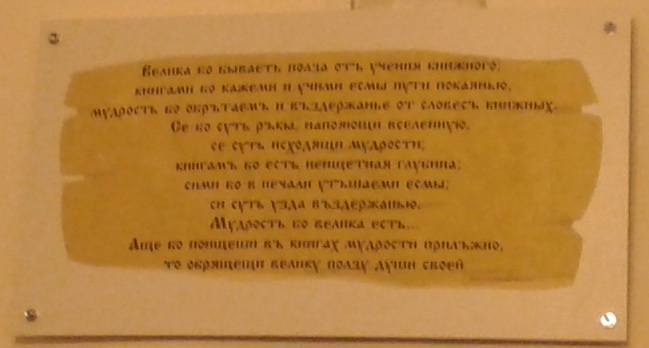 Велика бо бываеть полза отъ учения книжного;
книгами бо кажеми и учими есмы пути покаянью,
мудрость бо обрѣтаемъ и въздержанье от словесъ книжных.
Се бо суть рѣкы, напояющи вселенную,
се суть исходящи мудрости;
книгамъ бо есть неищетная глубина;
сими бо в печали утѣшаеми есмы;
си суть узда въздержанью.
Мудрость бо велика есть...
Аще бо поищеши въ книгах мудрости прилѣжно,
то обрящеши велику ползу души своей